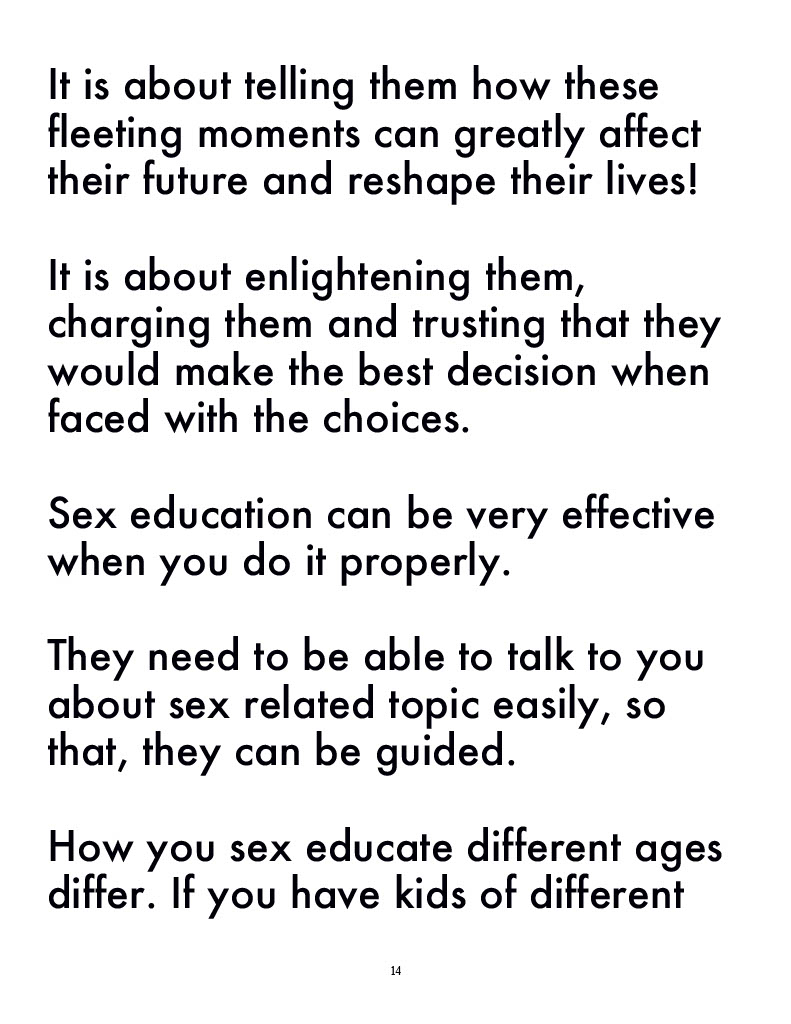 It is about telling them how these
fleeting moments can greatly affect
their future and reshape their lives!
It is about enlightening them,
charging them and trusting that they
would make the best decision when
faced with the choices.
Sex education can be very effective
when you do it properly.
They need to be able to talk to you
about sex related topic easily, so
that, they can be guided.
How you sex educate different ages
differ. If you have kids of different
14